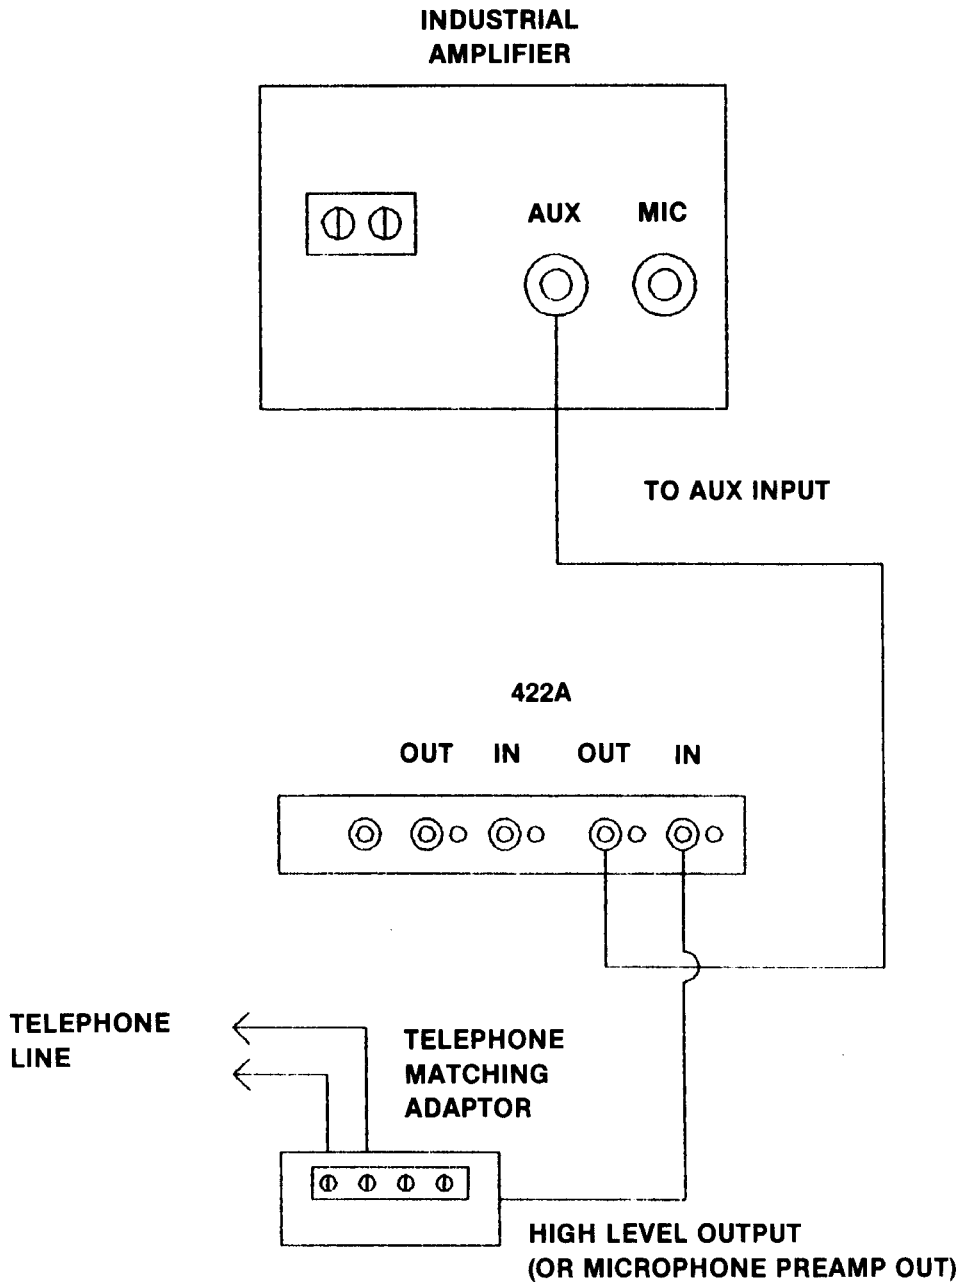 INDUSTRIAL
AMPLIFIER
AUX MIC
TO AUX INPUT
422A
OUT IN OUT IN
TELEPHONE
LINE
TELEPHONE
MATCHING
ADAPTOR
HIGH LEVEL OUTPUT
(OR MICROPHONE PREAMP OUT)